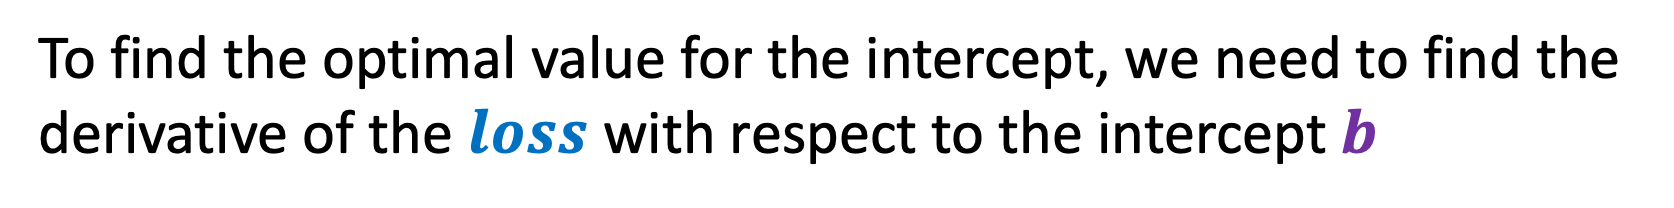 To find the optimal value for the intercept, we need to find the
derivative of the loss with respect to the intercept b